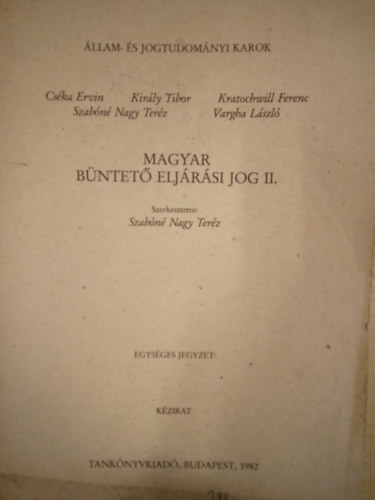 ÁLLAM- ÉS JOGTUDOMÁNYI KAROK
Cséka Ervin Király Tibor Kratochwill Ferenc
Szabóné Nagy Teréz Vargha László
MAGYAR
BÜNTETŐ ELJÁRÁSI JOG II.
Szerkesztette:
Szabóné Nagy Teréz
EGYSÉGES JEGYZET
KÉZIRAT
TANKÖNYVKIADÓ, BUDAPEST, 1982